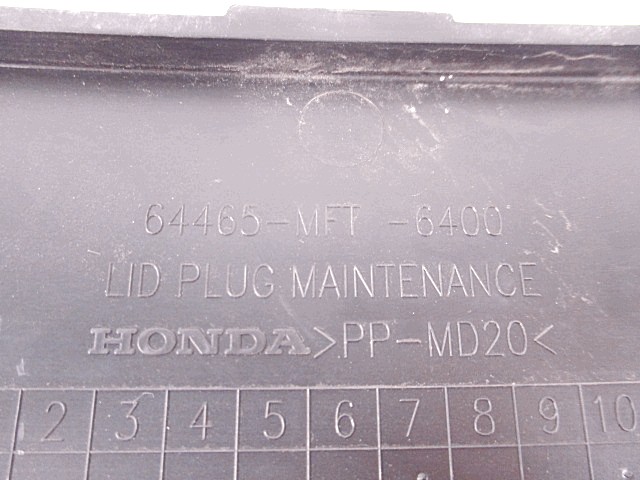 64465-MFT -6400
LID PLUG MAINTENANCE
HONDA >PP-MD20<
2 3 4 5 6 7 8 9 10